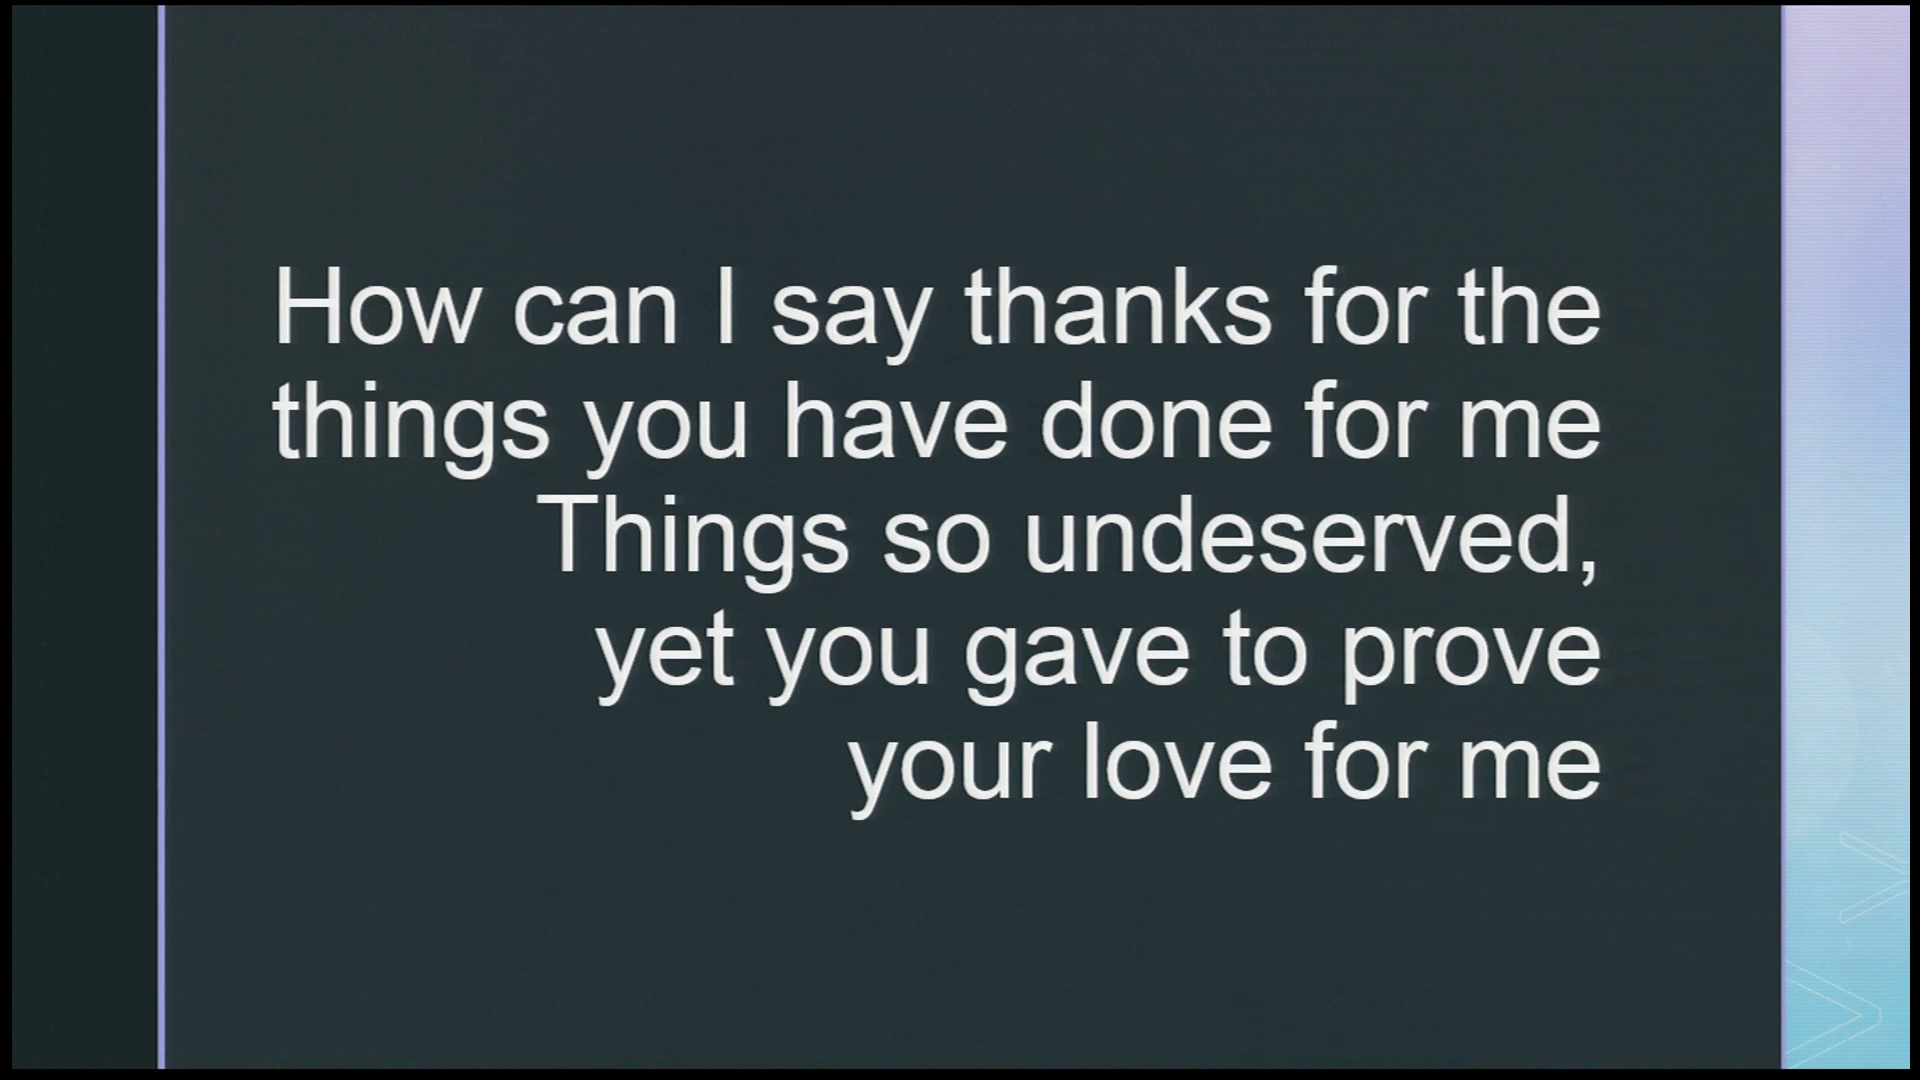 How can I say thanks for the
things you have done for me
Things so undeserved,
yet you gave to prove
your love for me